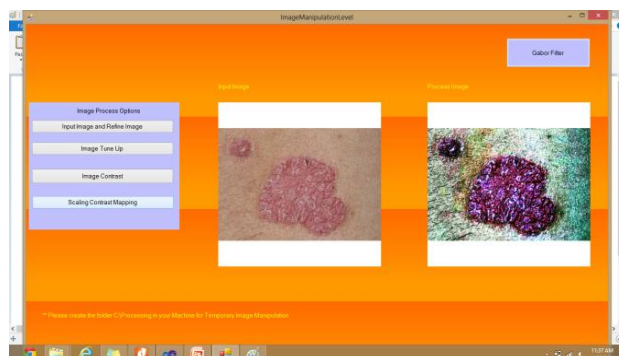 ImageManipulationLevel
Gabor Filter
Input Image
Process Image
Image Process Options
Input Image and Refine Image
Image Tune Up
Image Contrast
Scaling Contrast Mapping
** Please create the folder C:\Processing in your Machine for Temporary Image Manipulation
11:37 AM